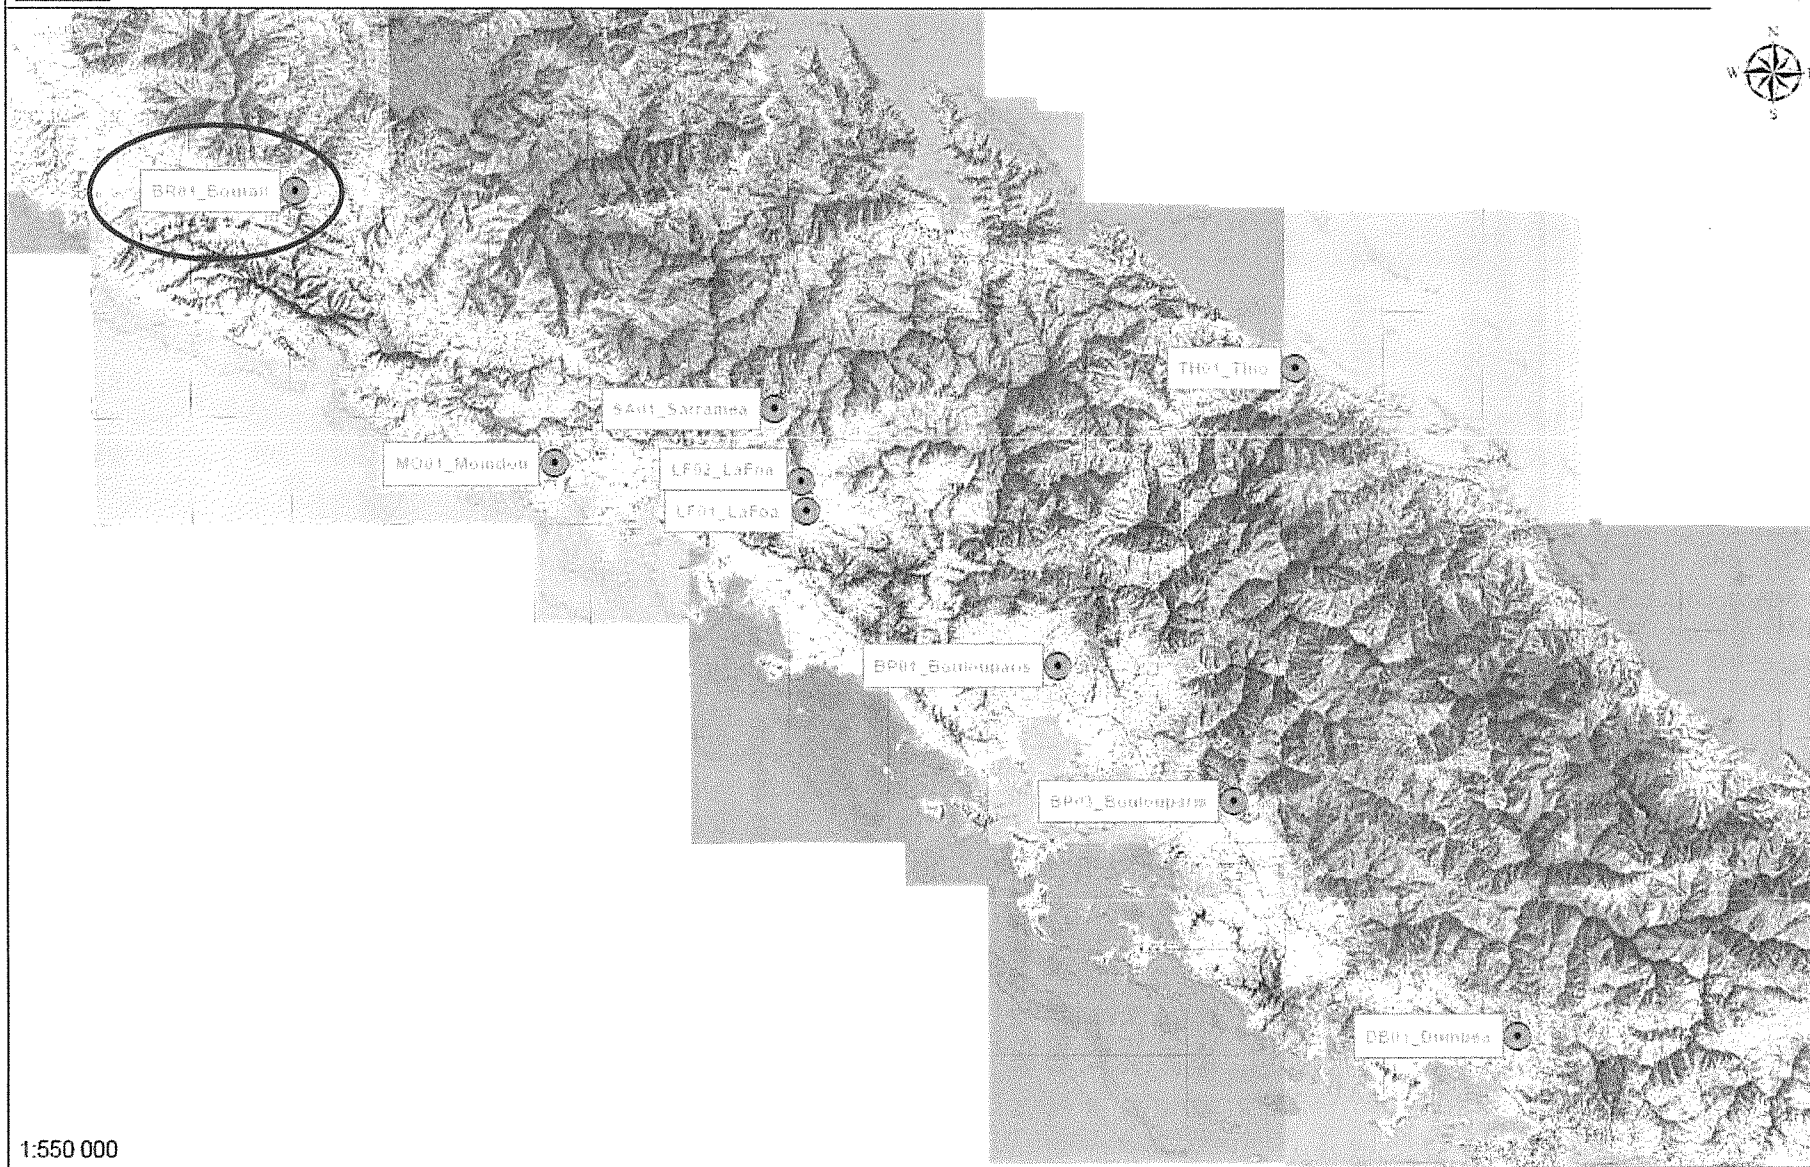 N
W
S
BR01_Bourail
TH01_Thio
SA01_Sarramea
MO01_Moindou
LF02_LaFoa
LF01_LaFoa
BP01_Boulouparis
BP03_Boulouparis
DB01_Dumbea
1:550 000